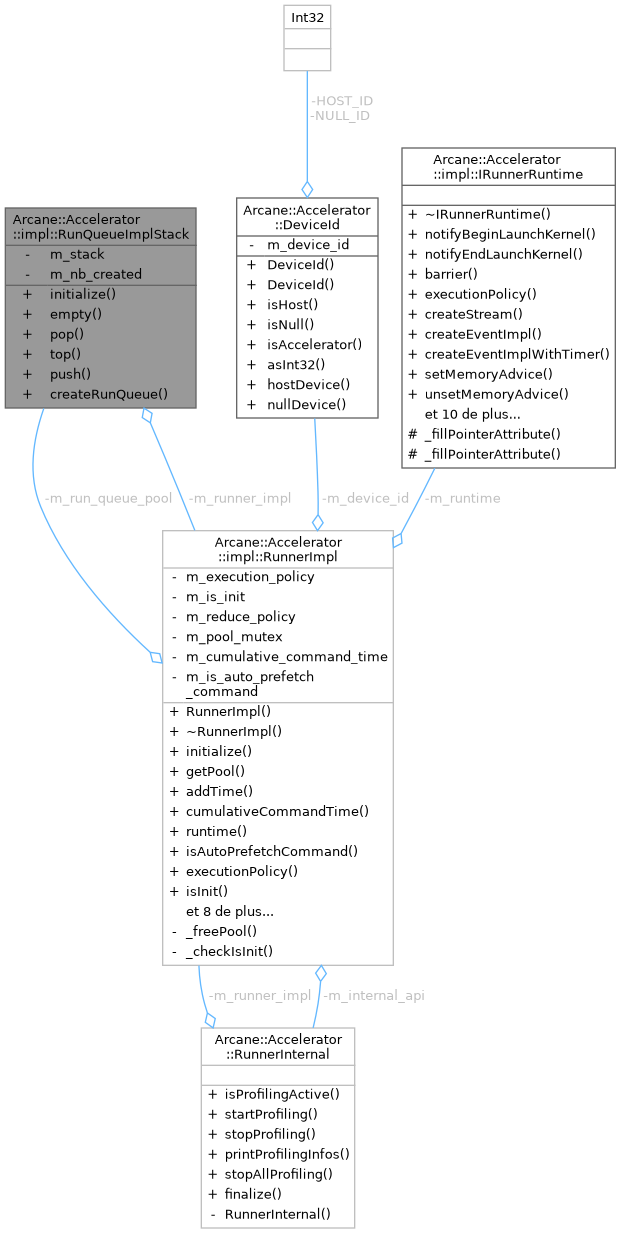 Int32
-HOST_ID
-NULL_ID
Arcane::Accelerator
::impl::IRunnerRuntime
+ ~IRunnerRuntime()
+ notifyBeginLaunchKernel()
+ notifyEndLaunchKernel()
+ barrier()
+ executionPolicy()
+ createStream()
+ createEventImpl()
+ createEventImplWithTimer()
+ setMemoryAdvice()
+ unsetMemoryAdvice()
et 10 de plus...
# _fillPointerAttribute()
# _fillPointerAttribute()
Arcane::Accelerator
::DeviceId
- m_device_id
+ DeviceId()
+ DeviceId()
+ isHost()
+ isNull()
+ isAccelerator()
+ asInt32()
+ hostDevice()
+ nullDevice()
Arcane::Accelerator
::impl::RunQueueImplStack
- m_stack
- m_nb_created
+ initialize()
+ empty()
+ pop()
+ top()
+ push()
+ createRunQueue()
-m_run_queue_pool
-m_runner_impl
-m_device_id
-m_runtime
Arcane::Accelerator
::impl::RunnerImpl
- m_execution_policy
- m_is_init
- m_reduce_policy
- m_pool_mutex
- m_cumulative_command_time
- m_is_auto_prefetch
_command
+ RunnerImpl()
+ ~RunnerImpl()
+ initialize()
+ getPool()
+ addTime()
+ cumulativeCommandTime()
+ runtime()
+ isAutoPrefetchCommand()
+ executionPolicy()
+ isInit()
et 8 de plus...
- _freePool()
- _checkIsInit()
-m_runner_impl
-m_internal_api
Arcane::Accelerator
::RunnerInternal
+ isProfilingActive()
+ startProfiling()
+ stopProfiling()
+ printProfilingInfos()
+ stopAllProfiling()
+ finalize()
- RunnerInternal()